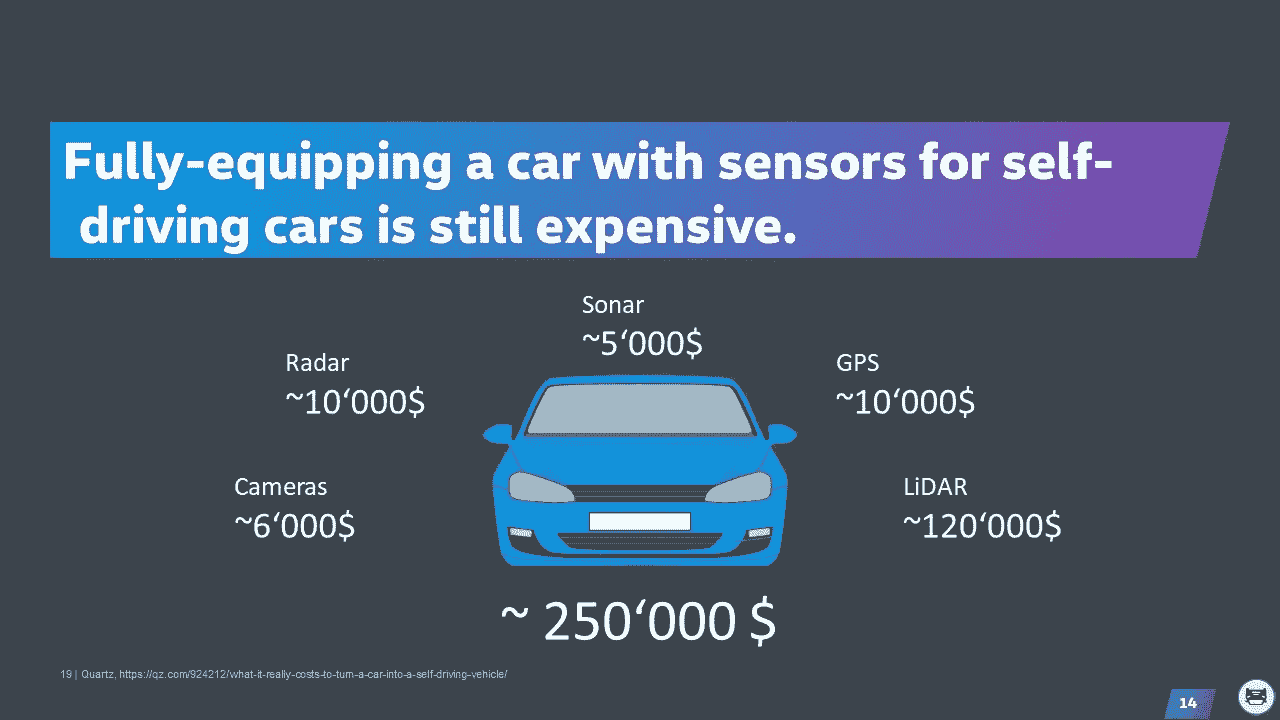 Fully-equipping a car with sensors for self-
driving cars is still expensive.
Sonar
~5‘000$
Radar
~10‘000$
GPS
~10‘000$
Cameras
~6‘000$
LiDAR
~120‘000$
~ 250‘000 $
19 | Quartz, https://qz.com/924212/what-it-really-costs-to-turn-a-car-into-a-self-driving-vehicle/
14